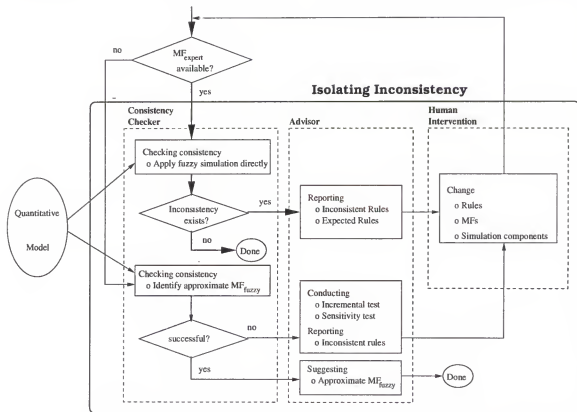 no
MF_expert
available?
yes
Isolating Inconsistency
Consistency
Checker
Advisor
Human
Intervention
Checking consistency
o Apply fuzzy simulation directly
Inconsistency
exists?
yes
no
Done
Reporting
o Inconsistent Rules
o Expected Rules
Change
o Rules
o MFs
o Simulation components
Quantitative
Model
Checking consistency
o Identify approximate MF_fuzzy
successful?
no
yes
Conducting
o Incremental test
o Sensitivity test
Reporting
o Inconsistent rules
Suggesting
o Approximate MF_fuzzy
Done